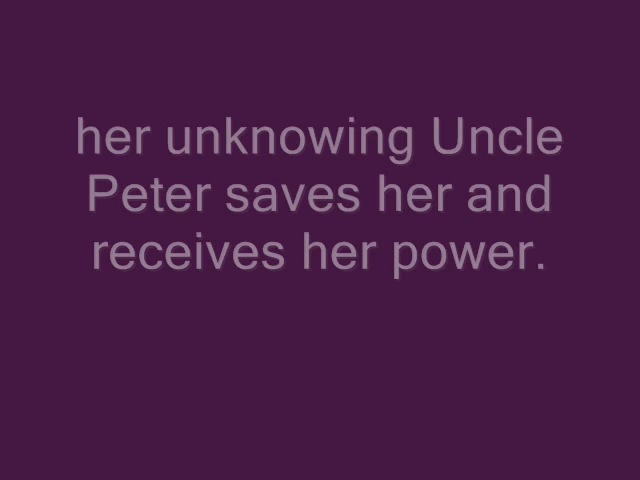 her unknowing Uncle
Peter saves her and
receives her power.